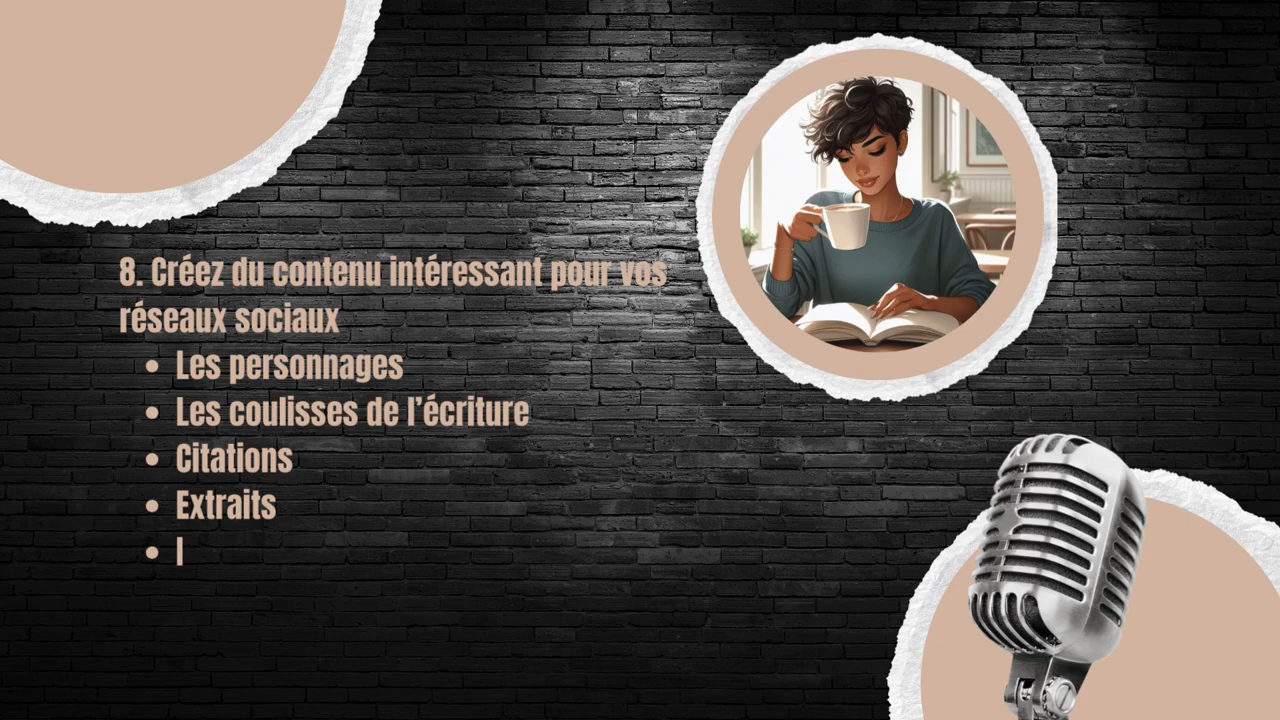 8. Créez du contenu intéressant pour vos
réseaux sociaux
• Les personnages
• Les coulisses de l’écriture
• Citations
• Extraits
• I